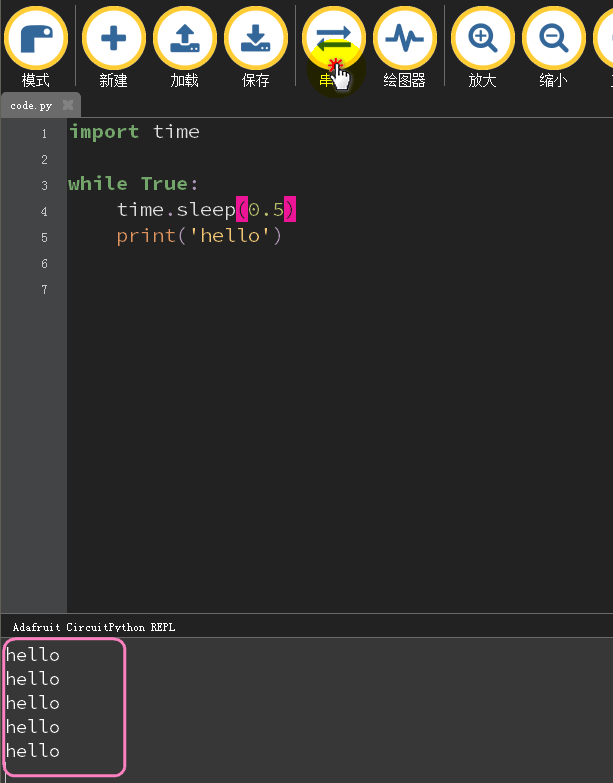 模式 新建 加载 保存 串 绘图器 放大 缩小
code.py
1 import time
2
3 while True:
4 time.sleep(0.5)
5 print('hello')
6
7
Adafruit CircuitPython REPL
hello
hello
hello
hello
hello